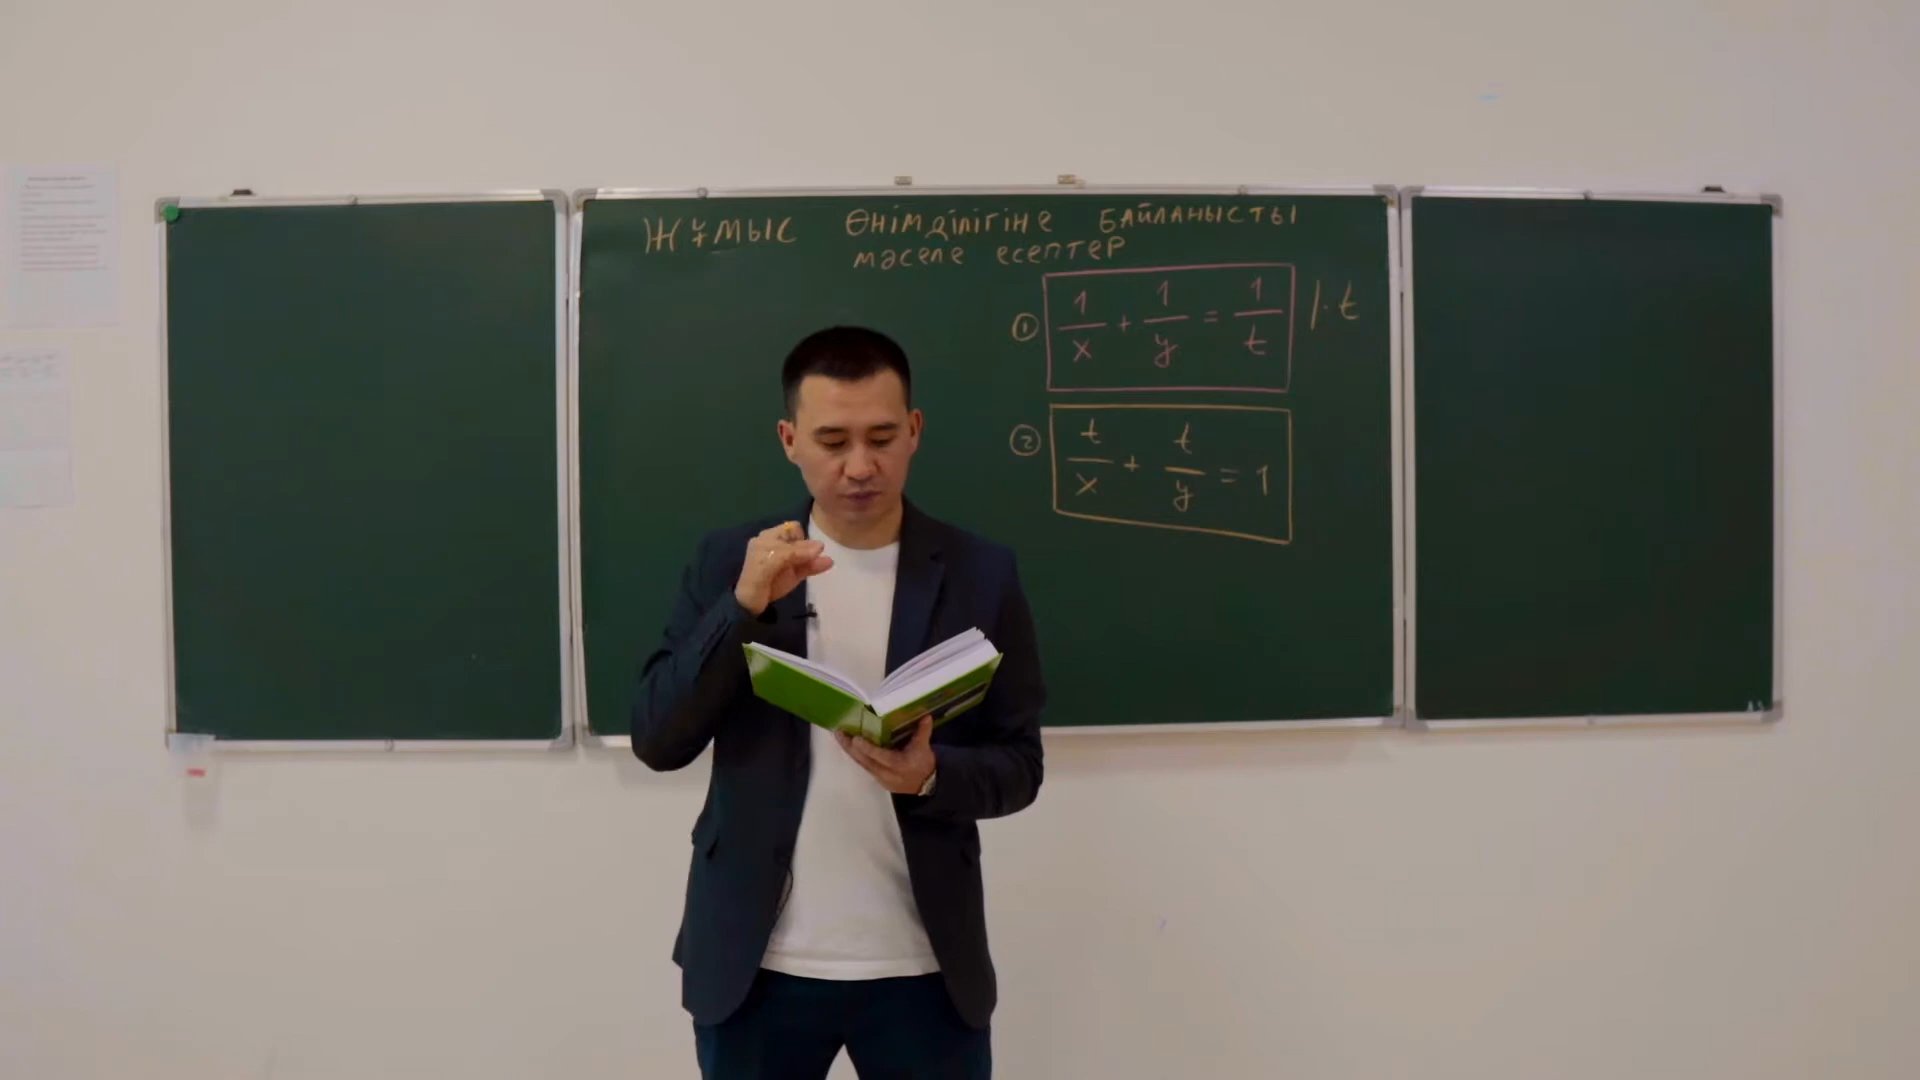 Жұмыс өнімділігіне байланысты
мәселе есептер
① 1/x + 1/y = 1/t |·t
② t/x + t/y = 1